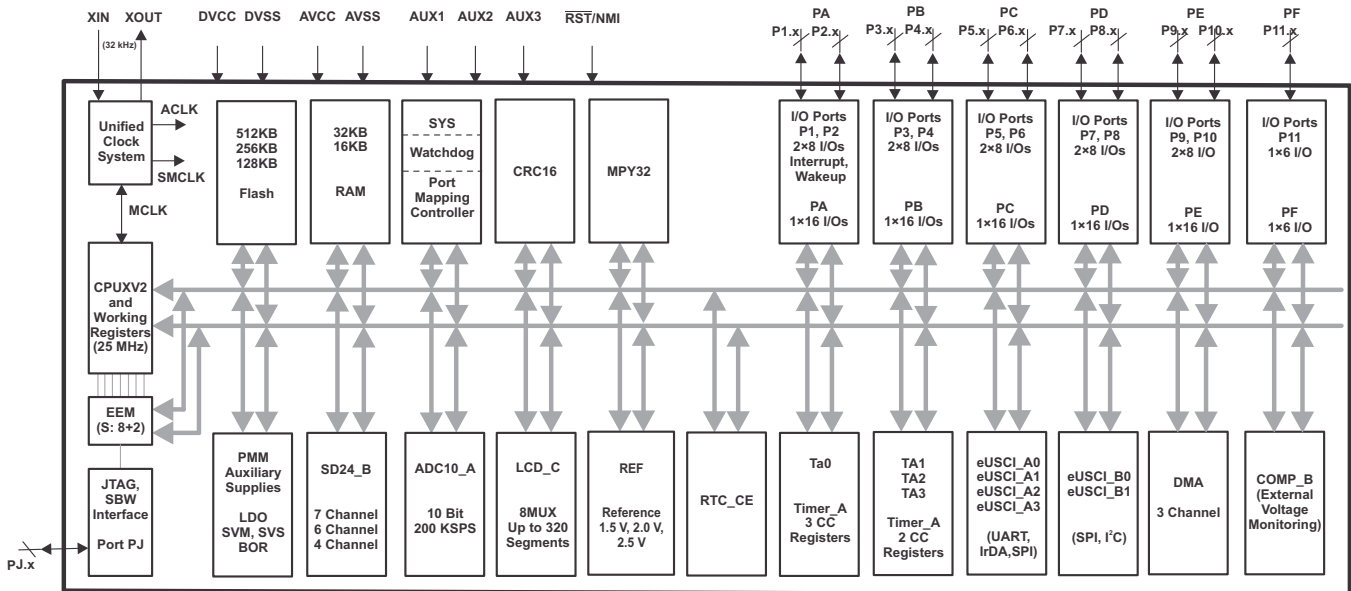 XIN
XOUT
(32 kHz)
DVCC
DVSS
AVCC
AVSS
AUX1
AUX2
AUX3
RST/NMI
PA
P1.x
P2.x
PB
P3.x
P4.x
PC
P5.x
P6.x
PD
P7.x
P8.x
PE
P9.x
P10.x
PF
P11.x
Unified
Clock
System
ACLK
SMCLK
MCLK
512KB
256KB
128KB
Flash
32KB
16KB
RAM
SYS
Watchdog
Port
Mapping
Controller
CRC16
MPY32
I/O Ports
P1, P2
2×8 I/Os
Interrupt,
Wakeup
PA
1×16 I/Os
I/O Ports
P3, P4
2×8 I/Os
PB
1×16 I/Os
I/O Ports
P5, P6
2×8 I/Os
PC
1×16 I/Os
I/O Ports
P7, P8
2×8 I/Os
PD
1×16 I/Os
I/O Ports
P9, P10
2×8 I/O
PE
1×16 I/O
I/O Ports
P11
1×6 I/O
PF
1×6 I/O
CPUXV2
and
Working
Registers
(25 MHz)
EEM
(S: 8+2)
JTAG,
SBW
Interface
Port PJ
PJ.x
PMM
Auxiliary
Supplies
LDO
SVM, SVS
BOR
SD24_B
7 Channel
6 Channel
4 Channel
ADC10_A
10 Bit
200 KSPS
LCD_C
8MUX
Up to 320
Segments
REF
Reference
1.5 V, 2.0 V,
2.5 V
RTC_CE
Ta0
Timer_A
3 CC
Registers
TA1
TA2
TA3
Timer_A
2 CC
Registers
eUSCI_A0
eUSCI_A1
eUSCI_A2
eUSCI_A3
(UART,
IrDA,SPI)
eUSCI_B0
eUSCI_B1
(SPI, I²C)
DMA
3 Channel
COMP_B
(External
Voltage
Monitoring)